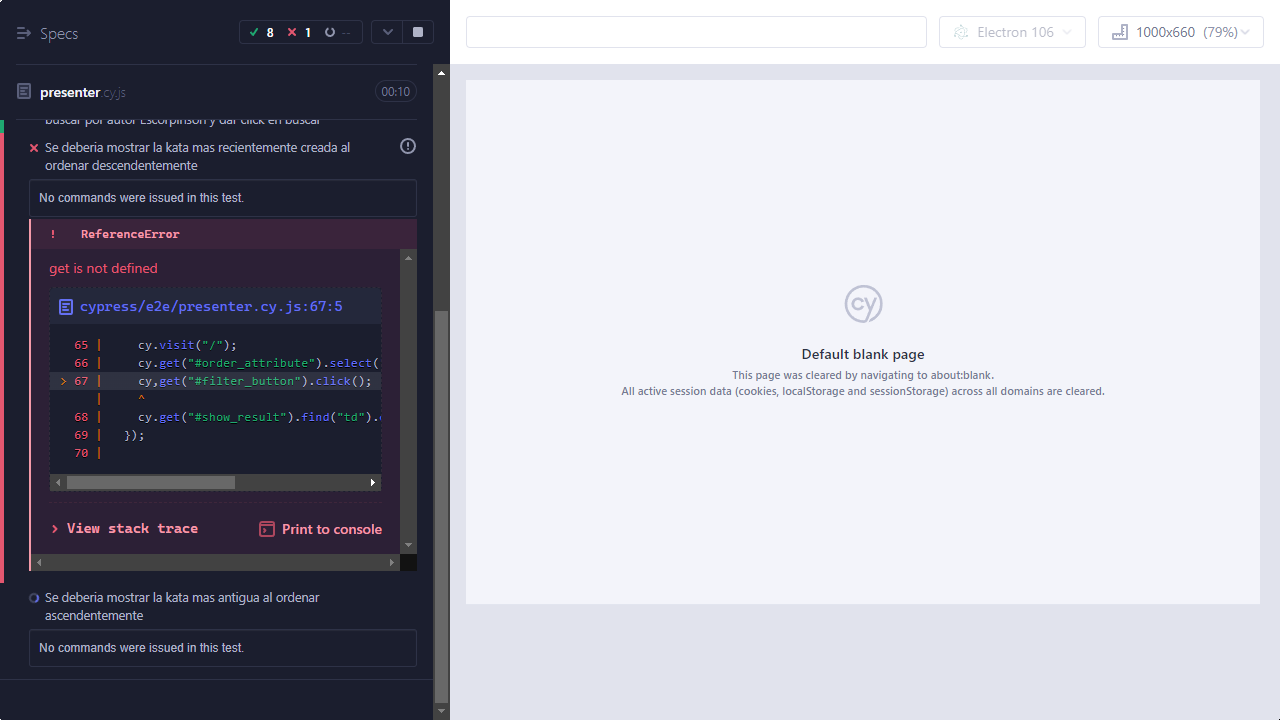 Specs
8
1
--
Electron 106
1000x660 (79%)
presenter.cy.js
00:10
buscar por autor Escorpinson y dar click en buscar
Se deberia mostrar la kata mas recientemente creada al
ordenar descendentemente
No commands were issued in this test.
! ReferenceError
get is not defined
cypress/e2e/presenter.cy.js:67:5
65 | cy.visit("/");
66 | cy.get("#order_attribute").select(
> 67 | cy,get("#filter_button").click();
| ^
68 | cy.get("#show_result").find("td").
69 | });
70 |
> View stack trace
Print to console
Se deberia mostrar la kata mas antigua al ordenar
ascendentemente
No commands were issued in this test.
cy
Default blank page
This page was cleared by navigating to about:blank.
All active session data (cookies, localStorage and sessionStorage) across all domains are cleared.